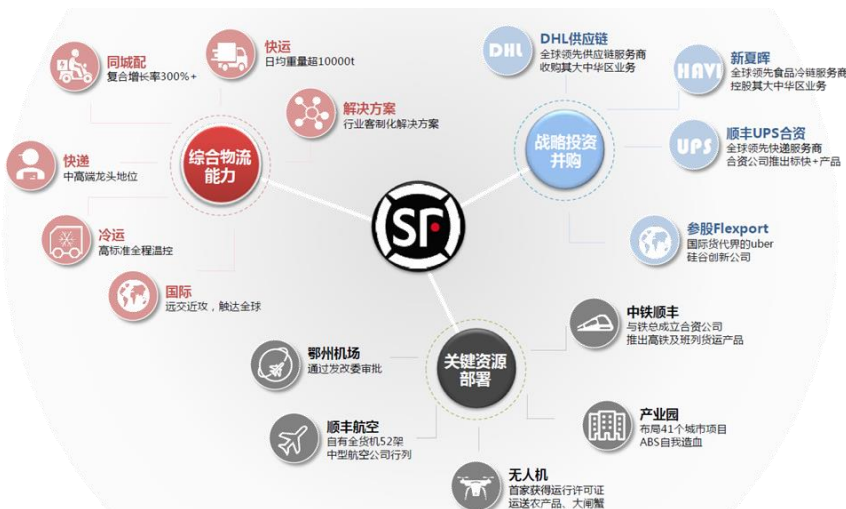 同城配
复合增长率300%+
快运
日均重量超10000t
解决方案
行业客制化解决方案
综合物流
能力
快递
中高端龙头地位
冷运
高标准全程温控
国际
远交近攻，触达全球
SF
DHL
DHL供应链
全球领先供应链服务商
收购其大中华区业务
HAVI
新夏晖
全球领先食品冷链服务商
控股其大中华区业务
战略投资
并购
UPS
顺丰UPS合资
全球领先快递服务商
合资公司推出标快+产品
参股Flexport
国际货代界的uber
硅谷创新公司
关键资源
部署
中铁顺丰
与铁总成立合资公司
推出高铁及班列货运产品
鄂州机场
通过发改委审批
顺丰航空
自有全货机52架
中型航空公司行列
产业园
布局41个城市项目
ABS自我造血
无人机
首家获得运行许可证
运送农产品、大闸蟹